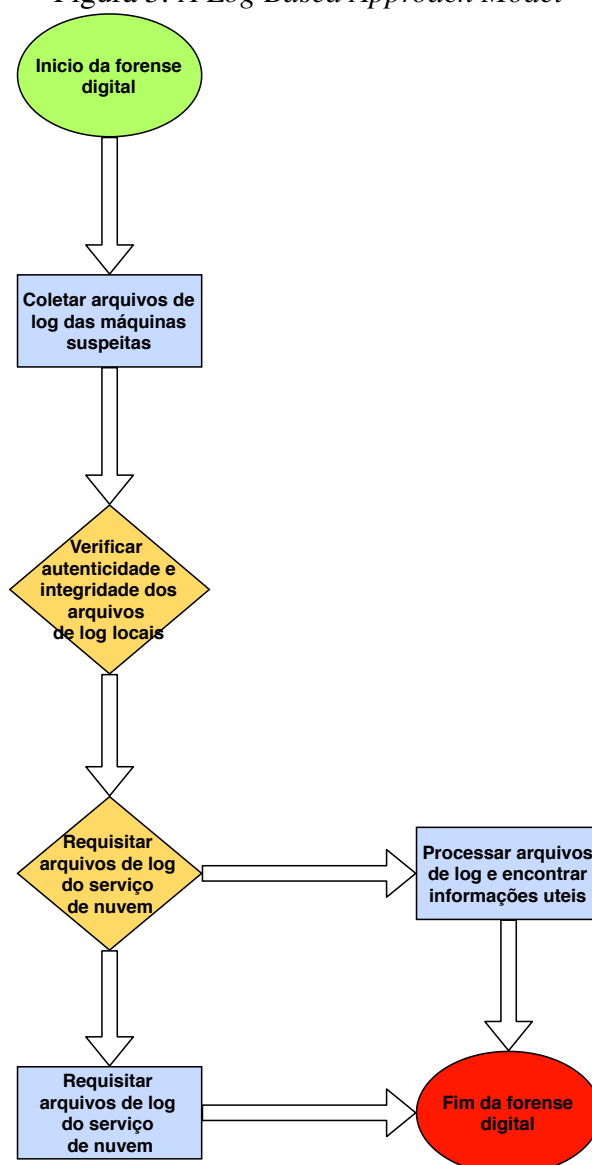 Figura 3: A Log Based Approach Model
Inicio da forense
digital
Coletar arquivos de
log das máquinas
suspeitas
Verificar
autenticidade e
integridade dos
arquivos
de log locais
Requisitar
arquivos de log
do serviço
de nuvem
Processar arquivos
de log e encontrar
informações uteis
Requisitar
arquivos de log
do serviço
de nuvem
Fim da forense
digital